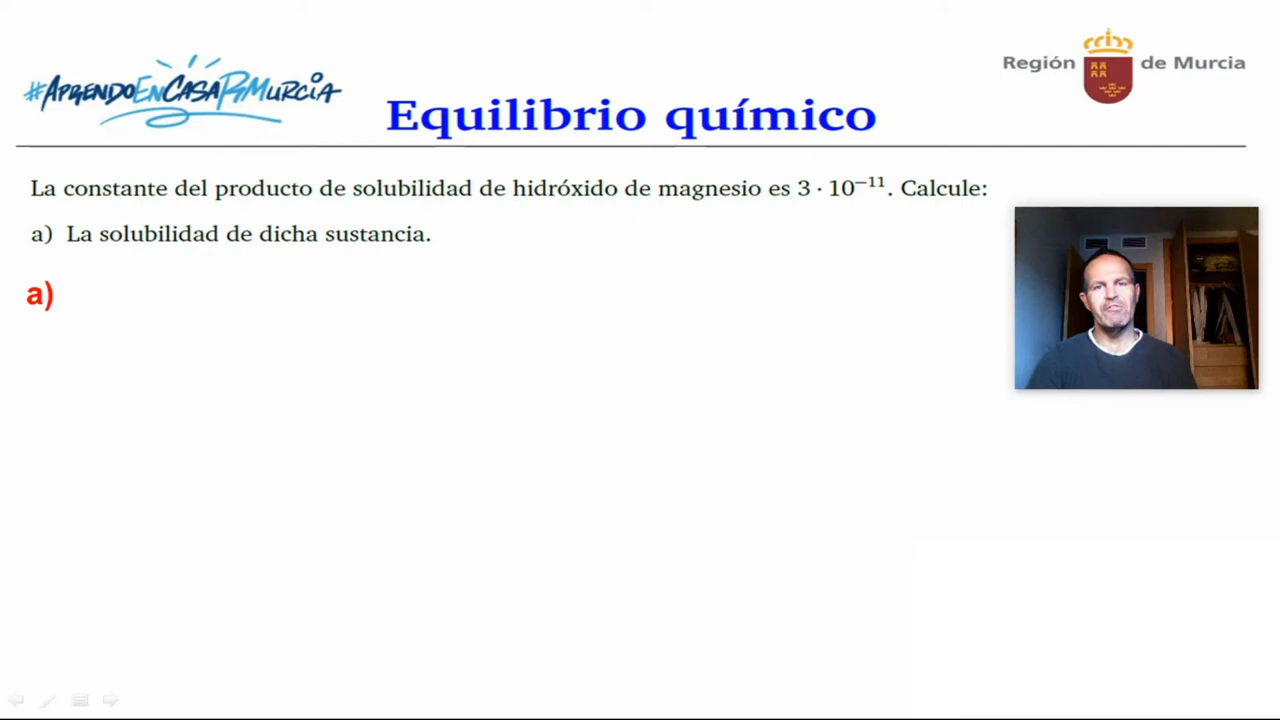 #APRENDOENCASARMURCIA
Región de Murcia
Equilibrio químico
La constante del producto de solubilidad de hidróxido de magnesio es 3 · 10⁻¹¹. Calcule:
a) La solubilidad de dicha sustancia.
a)